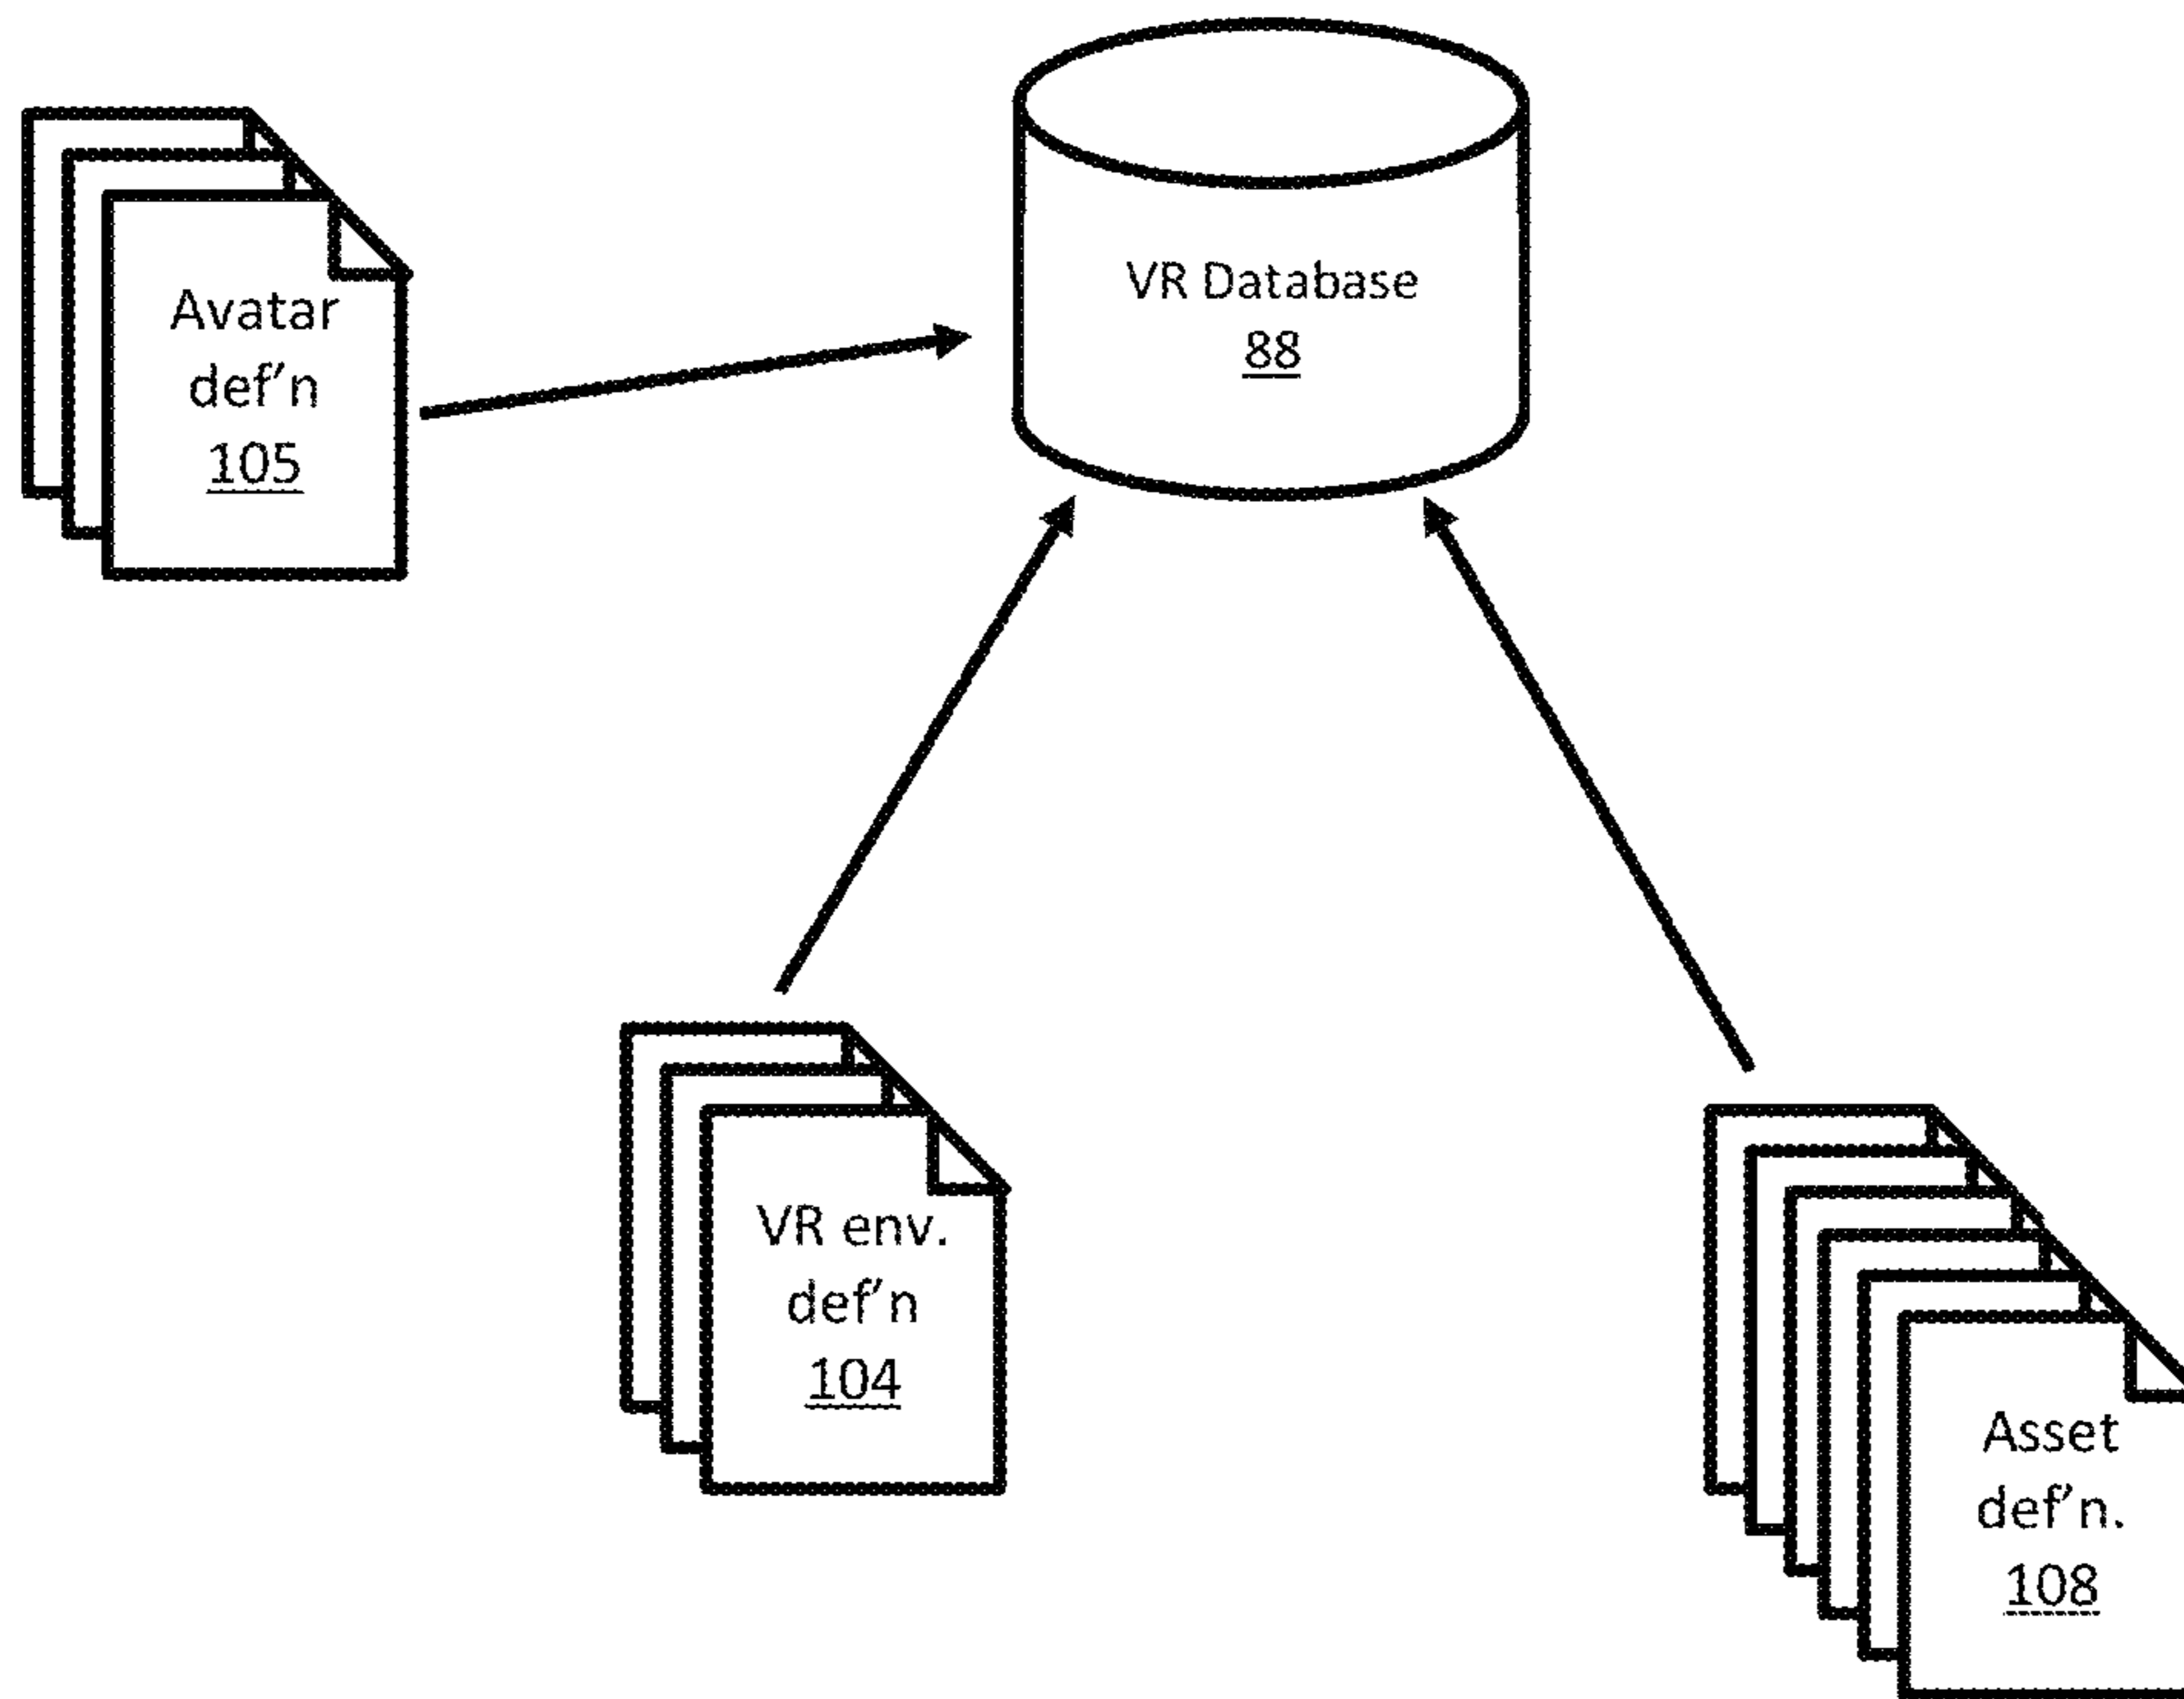 VR Database
88
Avatar
def'n
105
VR env.
def'n
104
Asset
def'n.
108